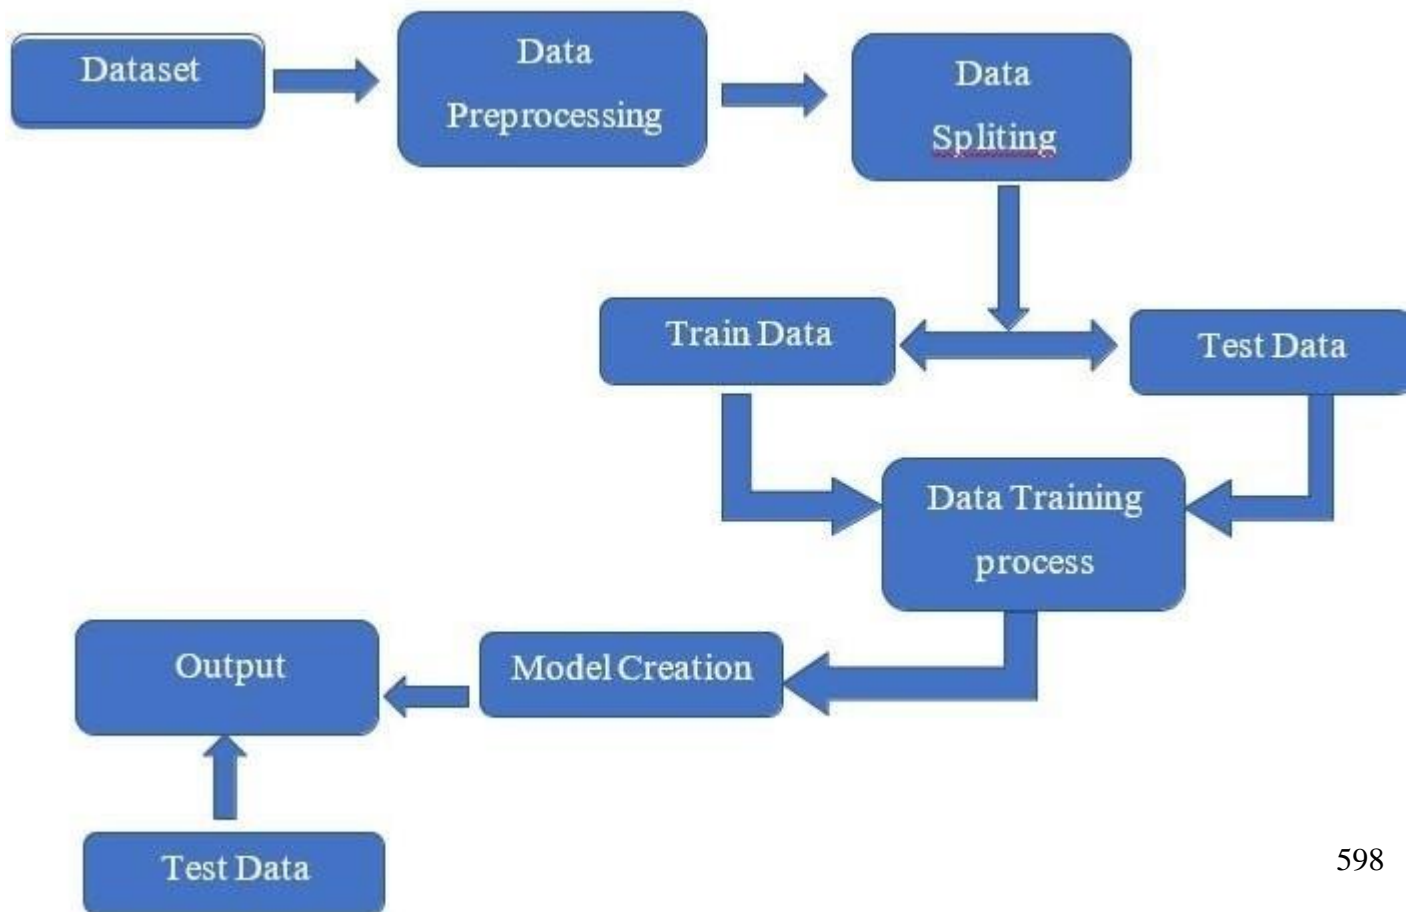 Dataset
Data
Preprocessing
Data
Spliting
Train Data
Test Data
Data Training
process
Model Creation
Output
Test Data
598